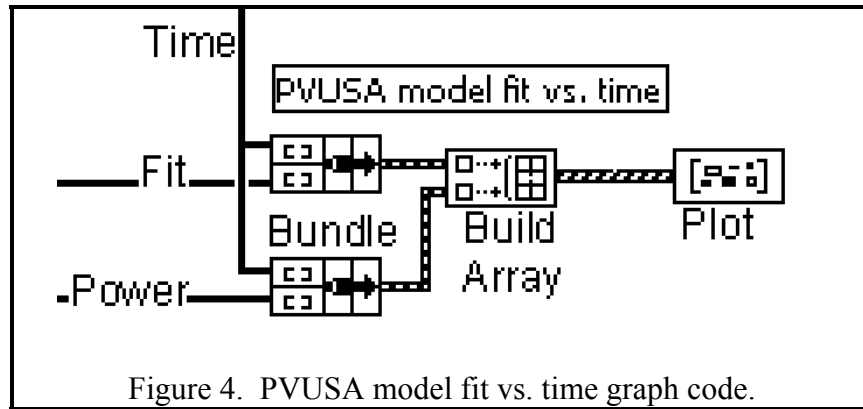 Time
PVUSA model fit vs. time
Fit
Bundle
Build
Array
Plot
Power
Figure 4. PVUSA model fit vs. time graph code.